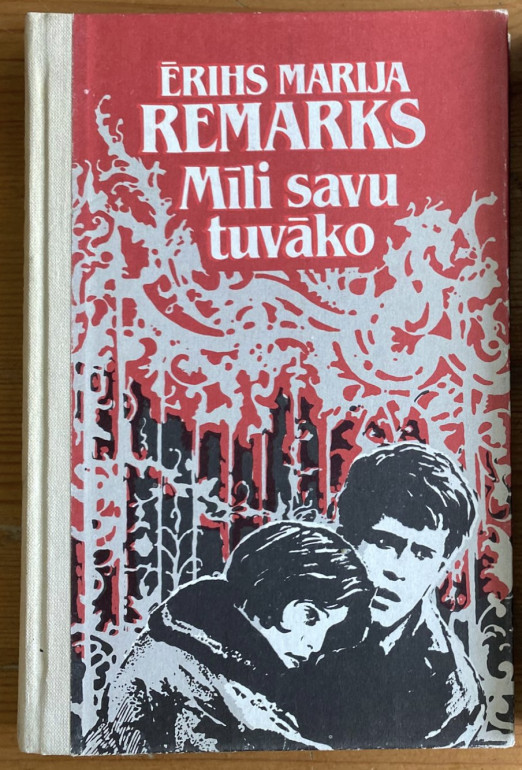 ĒRIHS MARIJA
REMARKS
Mīli savu
tuvāko